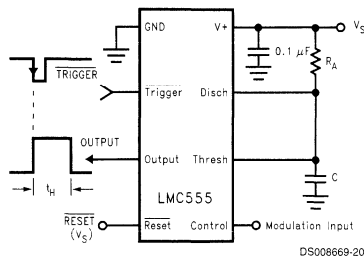 GND
V+
V_S
0.1 μF
R_A
TRIGGER
Trigger
Disch
OUTPUT
Output
Thresh
C
t_H
LMC555
RESET
(V_S)
Reset
Control
Modulation Input
DS008669-20